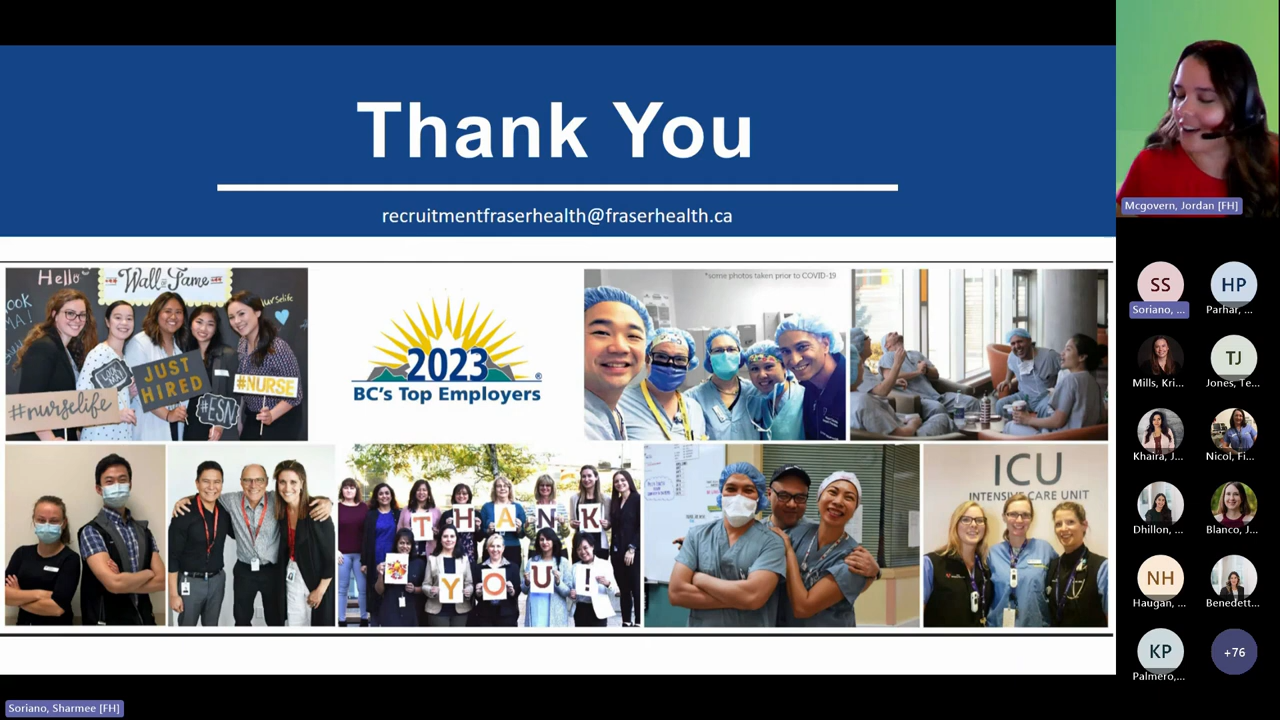 Thank You
recruitmentfraserhealth@fraserhealth.ca
Hello
Wall of Fame
#nurselife
JUST
HIRED
#ESN
#NURSE
nurselife
2023
BC's Top Employers
®
*some photos taken prior to COVID-19
THANK
YOU!
ICU
INTENSIVE CARE UNIT
Mcgovern, Jordan [FH]
SS
Soriano, ...
HP
Parhar, ...
Mills, Kri...
TJ
Jones, Te...
Khaira, J...
Nicol, Fi...
Dhillon, ...
Blanco, J...
NH
Haugan, ...
Benedett...
KP
Palmero,...
+76
Soriano, Sharmee [FH]